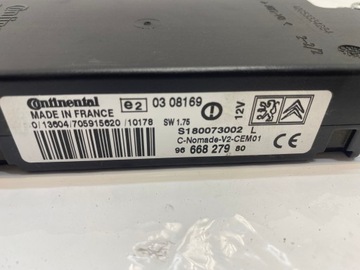 Continental
MADE IN FRANCE
e2 03 08169
0/13604/705915620/10178 SW 1.75
12V
S180073002 L
C-Nomade-V2-CEM01
96 668 279 80
CE